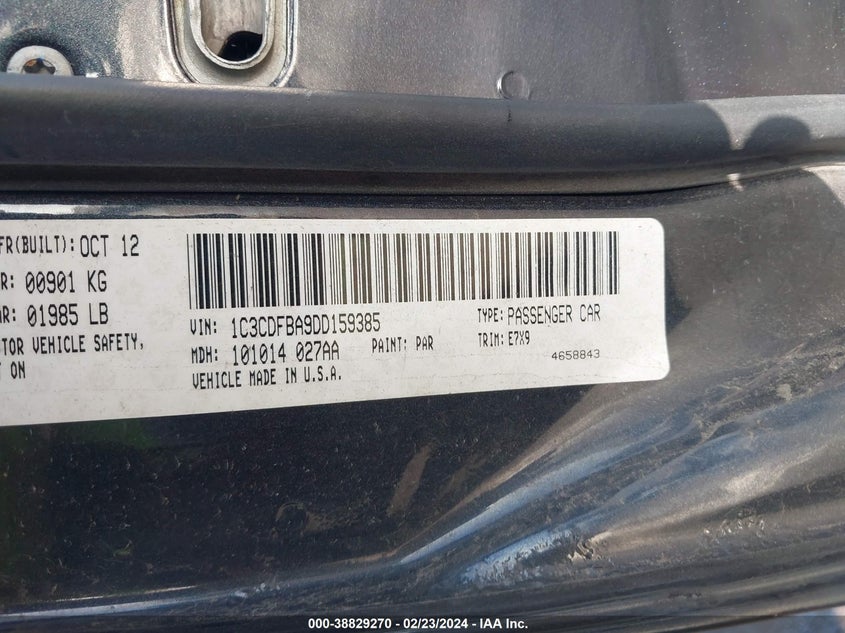 FR(BUILT): OCT 12
R: 00901 KG
AR: 01985 LB
TOR VEHICLE SAFETY,
T ON
VIN: 1C3CDFBA9DD159385
TYPE: PASSENGER CAR
MDH: 101014 027AA
PAINT: PAR
TRIM: E7X9
VEHICLE MADE IN U.S.A.
4658843
000-38829270 - 02/23/2024 - IAA Inc.